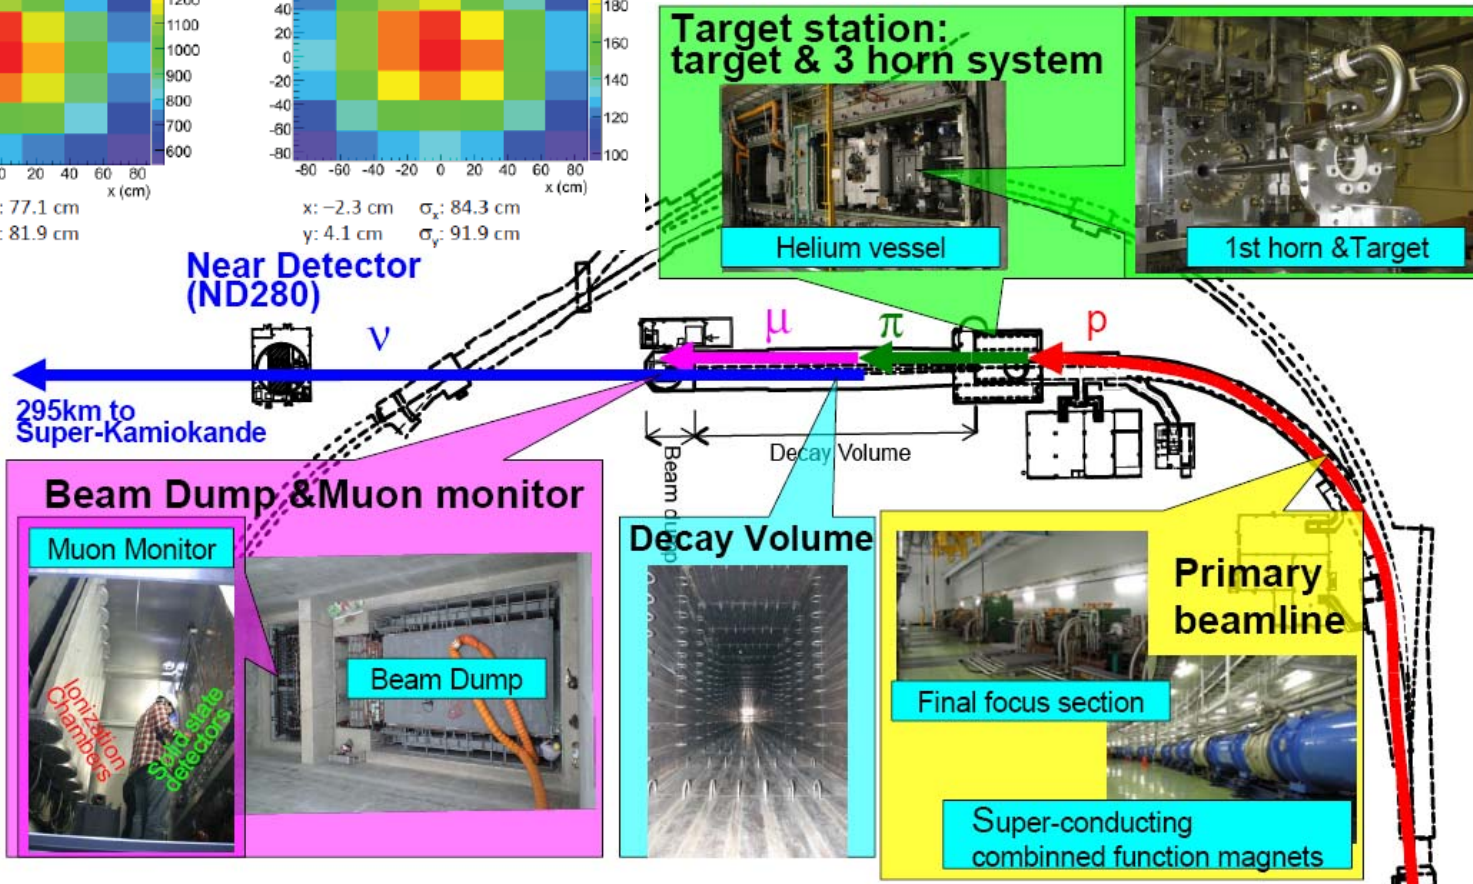 1200
1100
1000
900
800
700
600
0 20 40 60 80
x (cm)
: 77.1 cm
: 81.9 cm
40
20
0
-20
-40
-60
-80
-80 -60 -40 -20 0 20 40 60 80
x (cm)
180
160
140
120
100
x: −2.3 cm σx: 84.3 cm
y: 4.1 cm σy: 91.9 cm
Target station:
target & 3 horn system
Helium vessel
1st horn &Target
Near Detector
(ND280)
ν
μ
π
p
295km to
Super-Kamiokande
Beam dump
Decay Volume
Beam Dump &Muon monitor
Muon Monitor
Ionization
Chambers
Solid state
detectors
Beam Dump
Decay Volume
Primary
beamline
Final focus section
Super-conducting
combinned function magnets